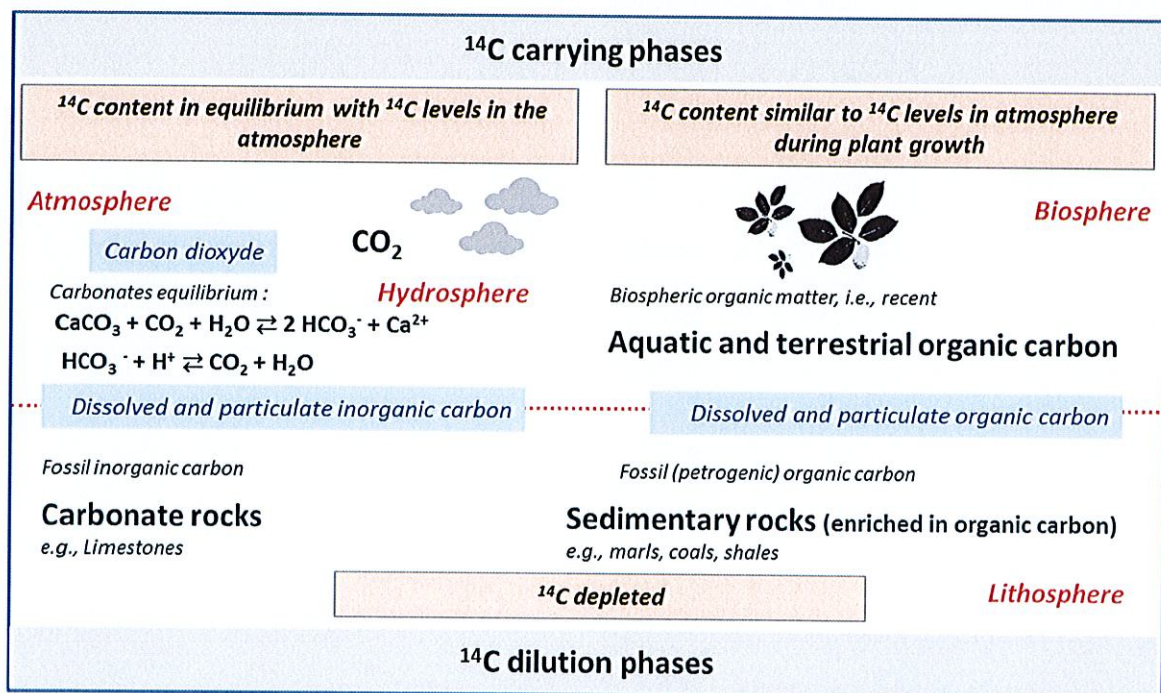 ¹⁴C carrying phases
¹⁴C content in equilibrium with ¹⁴C levels in the
atmosphere
¹⁴C content similar to ¹⁴C levels in atmosphere
during plant growth
Atmosphere
Biosphere
Carbon dioxyde
CO₂
Carbonates equilibrium :
Hydrosphere
CaCO₃ + CO₂ + H₂O ⇄ 2 HCO₃⁻ + Ca²⁺
HCO₃⁻ + H⁺ ⇄ CO₂ + H₂O
Biospheric organic matter, i.e., recent
Aquatic and terrestrial organic carbon
Dissolved and particulate inorganic carbon
Dissolved and particulate organic carbon
Fossil inorganic carbon
Carbonate rocks
e.g., Limestones
Fossil (petrogenic) organic carbon
Sedimentary rocks (enriched in organic carbon)
e.g., marls, coals, shales
¹⁴C depleted
Lithosphere
¹⁴C dilution phases